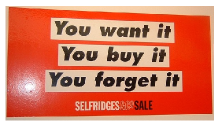 You want it
You buy it
You forget it
SELFRIDGES SALE